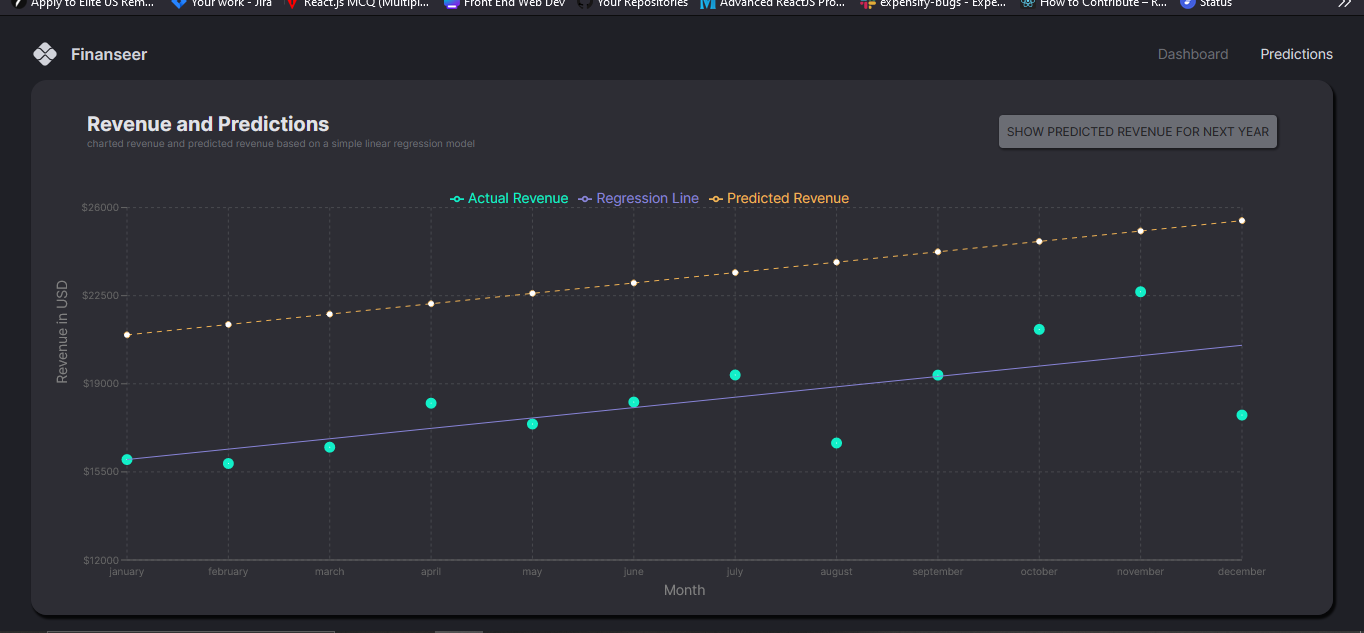 Apply to Elite US Rem... Your work - Jira React.js MCQ (Multipl... Front End Web Dev Your Repositories Advanced ReactJS Pro... expensify-bugs - Expe... How to Contribute – R... Status
Finanseer
Dashboard Predictions
Revenue and Predictions
SHOW PREDICTED REVENUE FOR NEXT YEAR
charted revenue and predicted revenue based on a simple linear regression model
Actual Revenue Regression Line Predicted Revenue
$26000
$22500
$19000
$15500
$12000
Revenue in USD
january february march april may june july august september october november december
Month